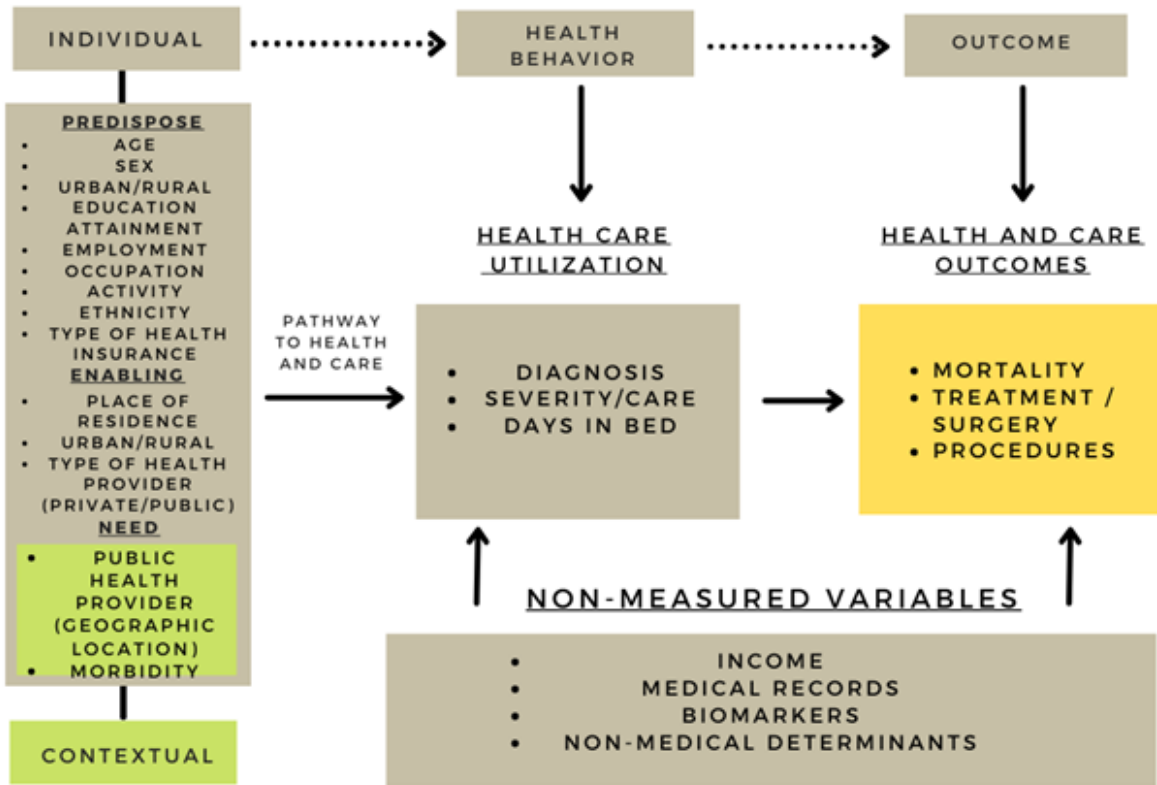 INDIVIDUAL
HEALTH
BEHAVIOR
OUTCOME
PREDISPOSE
• AGE
• SEX
• URBAN/RURAL
• EDUCATION
ATTAINMENT
• EMPLOYMENT
• OCCUPATION
• ACTIVITY
• ETHNICITY
• TYPE OF HEALTH
INSURANCE
ENABLING
• PLACE OF
RESIDENCE
• URBAN/RURAL
• TYPE OF HEALTH
PROVIDER
(PRIVATE/PUBLIC)
NEED
• PUBLIC
HEALTH
PROVIDER
(GEOGRAPHIC
LOCATION)
• MORBIDITY
CONTEXTUAL
PATHWAY
TO HEALTH
AND CARE
HEALTH CARE
UTILIZATION
• DIAGNOSIS
• SEVERITY/CARE
• DAYS IN BED
HEALTH AND CARE
OUTCOMES
• MORTALITY
• TREATMENT /
SURGERY
• PROCEDURES
NON-MEASURED VARIABLES
• INCOME
• MEDICAL RECORDS
• BIOMARKERS
• NON-MEDICAL DETERMINANTS